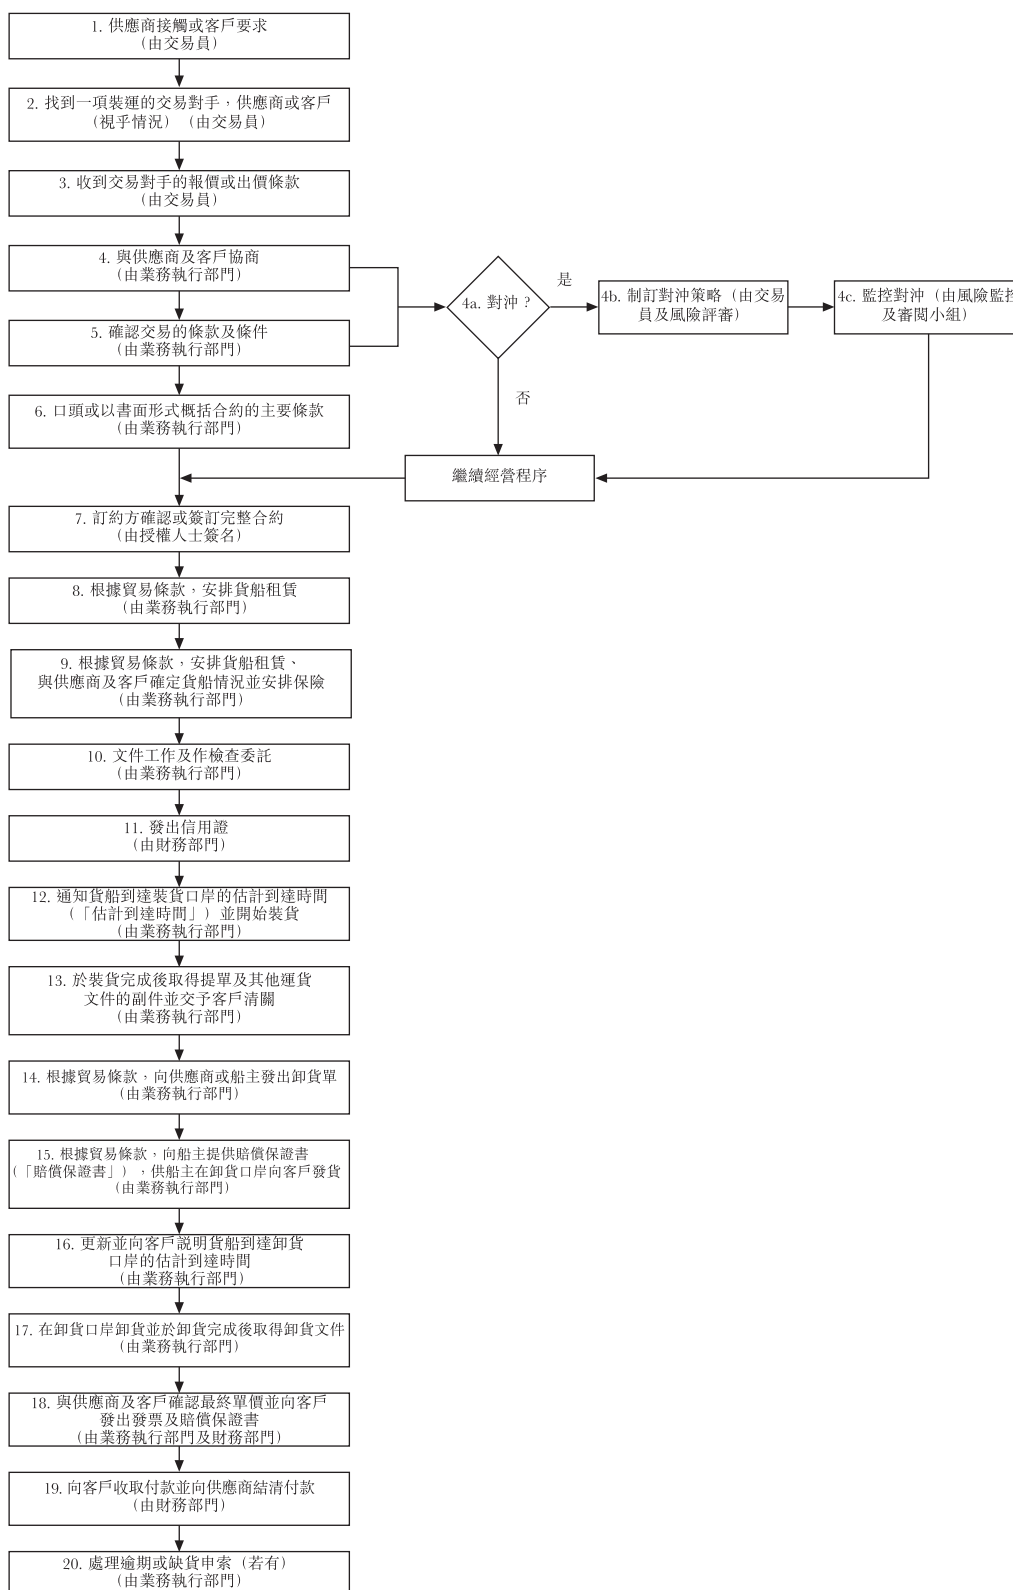 1. 供應商接觸或客戶要求
（由交易員）
2. 找到一項裝運的交易對手，供應商或客戶
（視乎情況）（由交易員）
3. 收到交易對手的報價或出價條款
（由交易員）
4. 與供應商及客戶協商
（由業務執行部門）
5. 確認交易的條款及條件
（由業務執行部門）
4a. 對沖？
是
4b. 制訂對沖策略（由交易
員及風險評審）
4c. 監控對沖（由風險監控
及審閱小組）
否
繼續經營程序
6. 口頭或以書面形式概括合約的主要條款
（由業務執行部門）
7. 訂約方確認或簽訂完整合約
（由授權人士簽名）
8. 根據貿易條款，安排貨船租賃
（由業務執行部門）
9. 根據貿易條款，安排貨船租賃、
與供應商及客戶確定貨船情況並安排保險
（由業務執行部門）
10. 文件工作及作檢查委託
（由業務執行部門）
11. 發出信用證
（由財務部門）
12. 通知貨船到達裝貨口岸的估計到達時間
（「估計到達時間」）並開始裝貨
（由業務執行部門）
13. 於裝貨完成後取得提單及其他運貨
文件的副件並交予客戶清關
（由業務執行部門）
14. 根據貿易條款，向供應商或船主發出卸貨單
（由業務執行部門）
15. 根據貿易條款，向船主提供賠償保證書
（「賠償保證書」），供船主在卸貨口岸向客戶發貨
（由業務執行部門）
16. 更新並向客戶説明貨船到達卸貨
口岸的估計到達時間
（由業務執行部門）
17. 在卸貨口岸卸貨並於卸貨完成後取得卸貨文件
（由業務執行部門）
18. 與供應商及客戶確認最終單價並向客戶
發出發票及賠償保證書
（由業務執行部門及財務部門）
19. 向客戶收取付款並向供應商結清付款
（由財務部門）
20. 處理逾期或缺貨申索（若有）
（由業務執行部門）